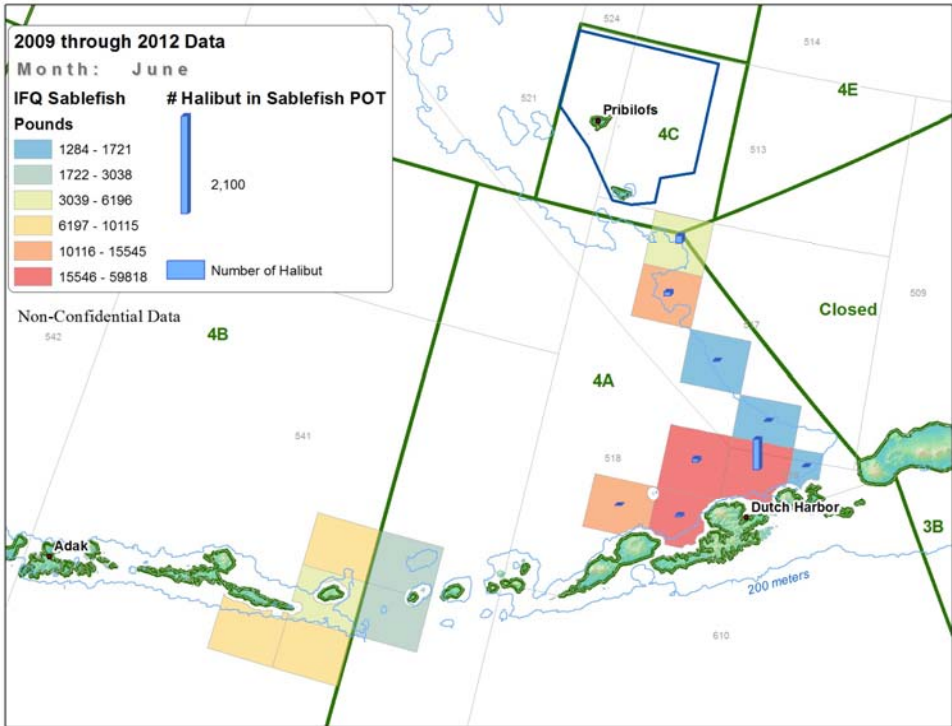 2009 through 2012 Data
Month: June
IFQ Sablefish
Pounds
1284 - 1721
1722 - 3038
3039 - 6196
6197 - 10115
10116 - 15545
15546 - 59818
# Halibut in Sablefish POT
2,100
Number of Halibut
Non-Confidential Data
524
514
4E
521
Pribilofs
4C
513
542
4B
Closed
509
517
4A
541
518
Dutch Harbor
Adak
3B
200 meters
610